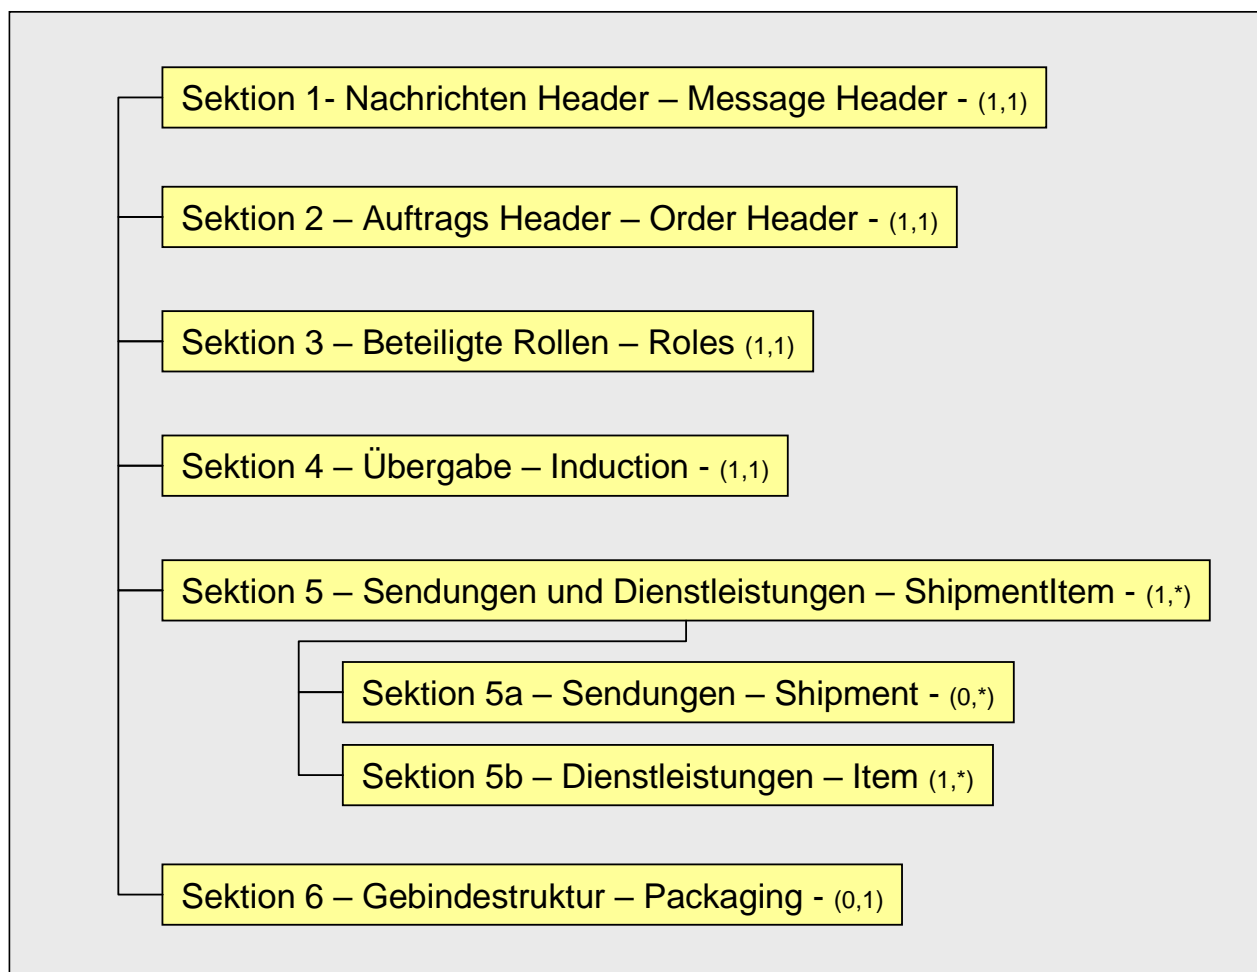 Sektion 1- Nachrichten Header – Message Header - (1,1)
Sektion 2 – Auftrags Header – Order Header - (1,1)
Sektion 3 – Beteiligte Rollen – Roles (1,1)
Sektion 4 – Übergabe – Induction - (1,1)
Sektion 5 – Sendungen und Dienstleistungen – ShipmentItem - (1,*)
Sektion 5a – Sendungen – Shipment - (0,*)
Sektion 5b – Dienstleistungen – Item (1,*)
Sektion 6 – Gebindestruktur – Packaging - (0,1)